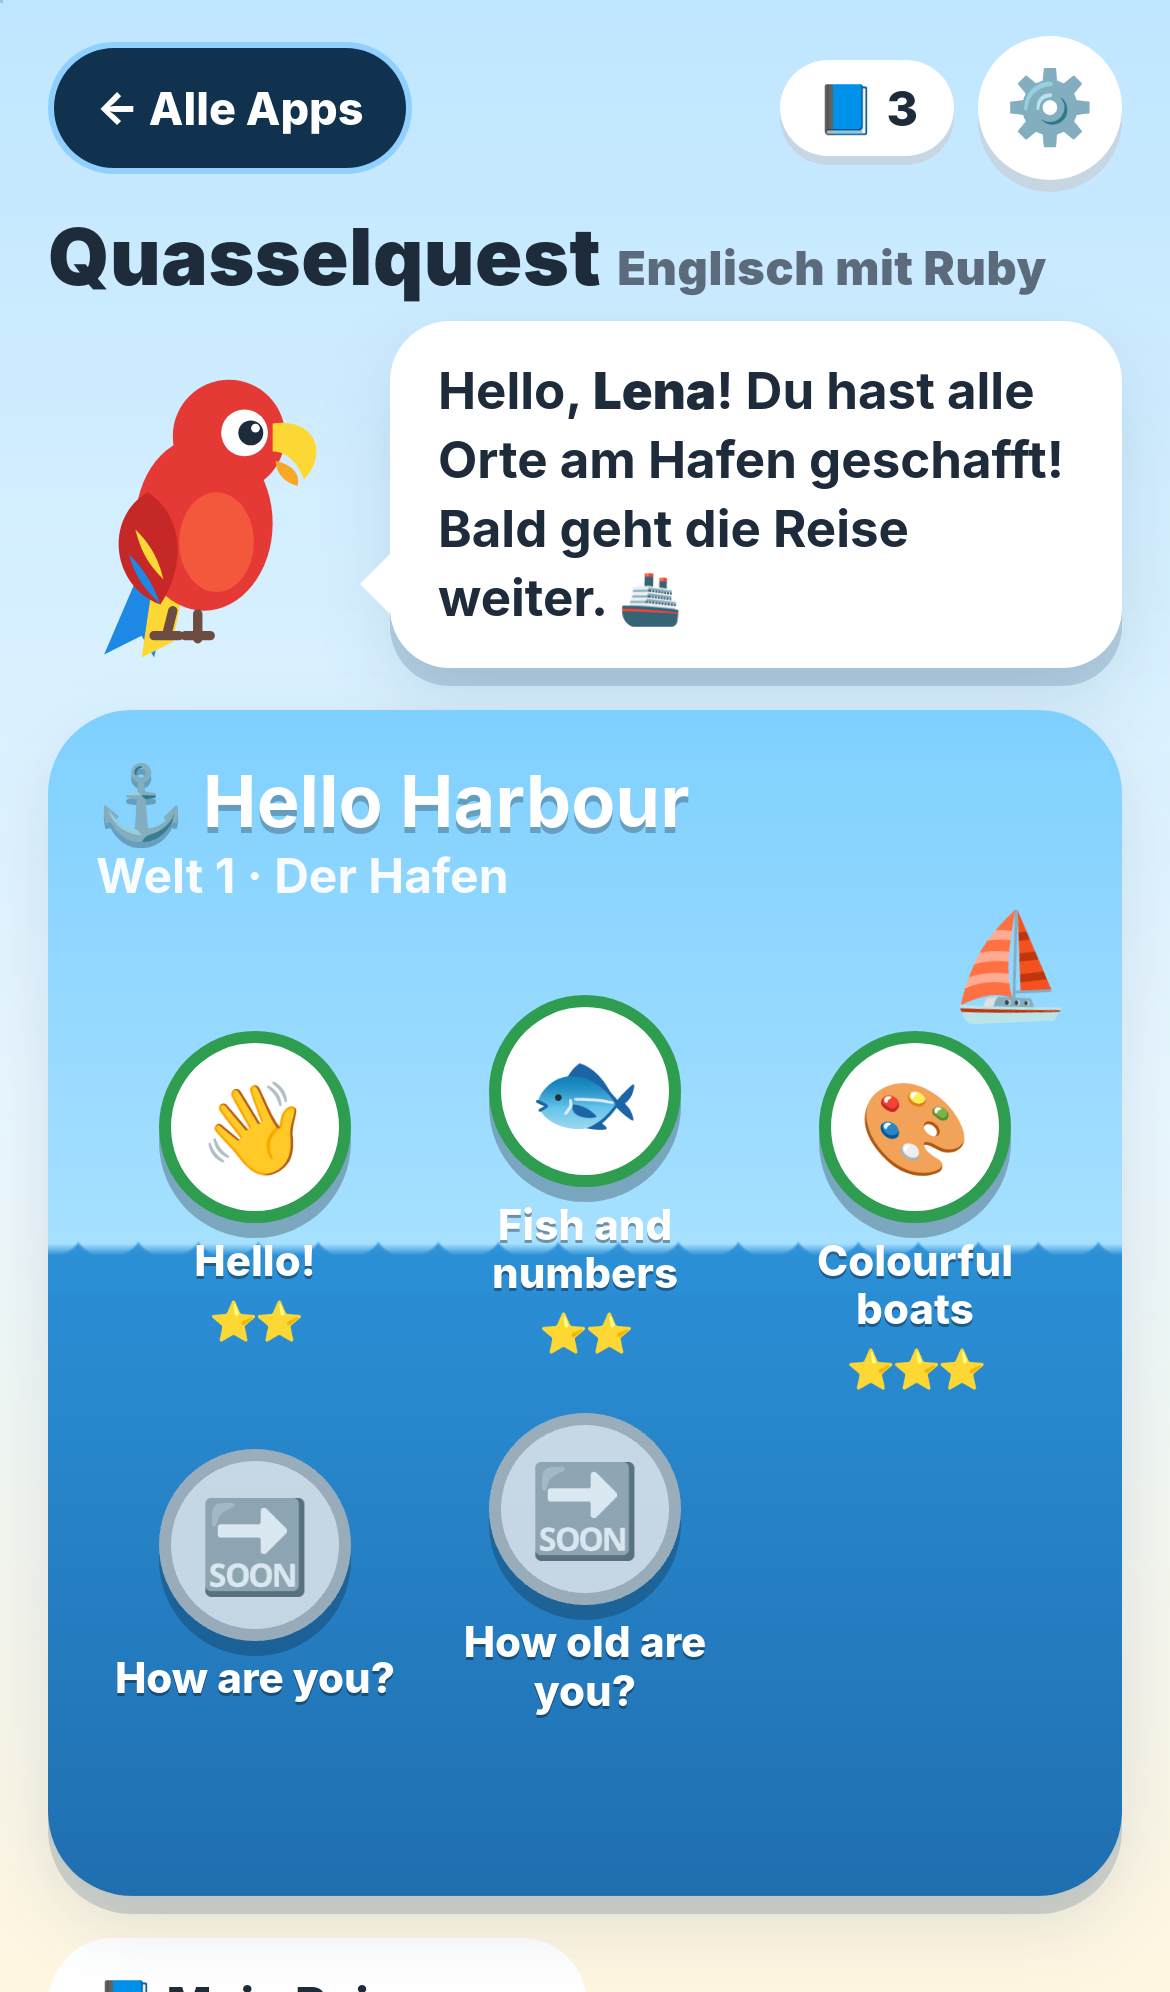 ← Alle Apps
3
Quasselquest Englisch mit Ruby
Hello, Lena! Du hast alle
Orte am Hafen geschafft!
Bald geht die Reise
weiter.
Hello Harbour
Welt 1 · Der Hafen
Hello!
Fish and
numbers
Colourful
boats
SOON
SOON
How are you?
How old are
you?